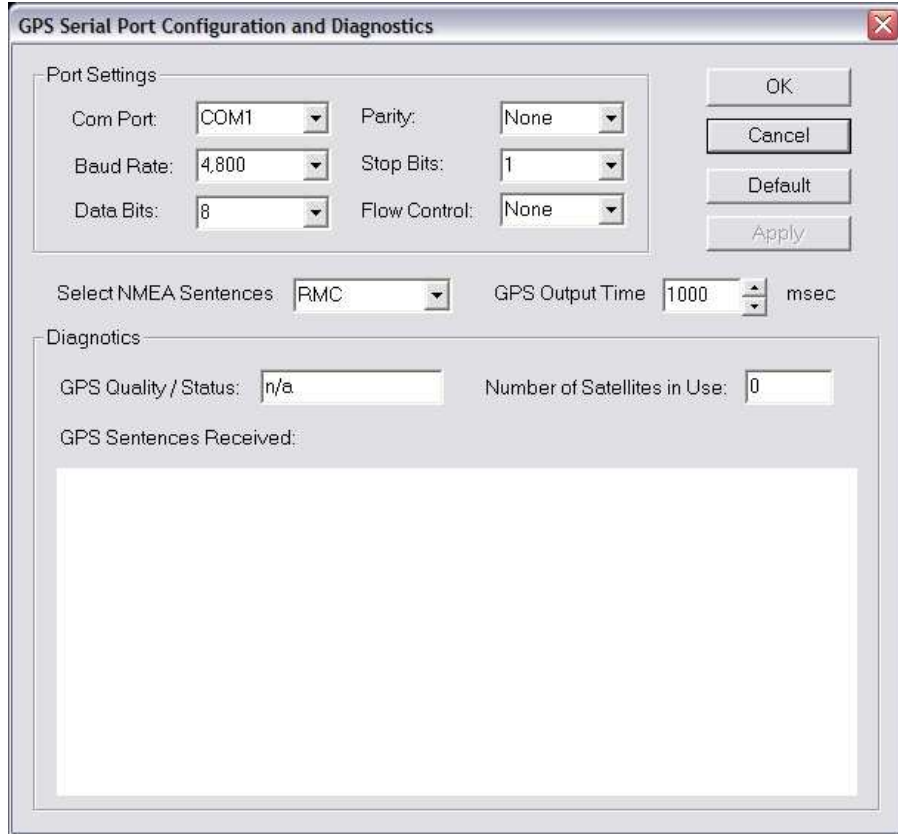 GPS Serial Port Configuration and Diagnostics
Port Settings
Com Port: COM1 Parity: None
Baud Rate: 4,800 Stop Bits: 1
Data Bits: 8 Flow Control: None
OK
Cancel
Default
Apply
Select NMEA Sentences RMC GPS Output Time 1000 msec
Diagnotics
GPS Quality / Status: n/a Number of Satellites in Use: 0
GPS Sentences Received: